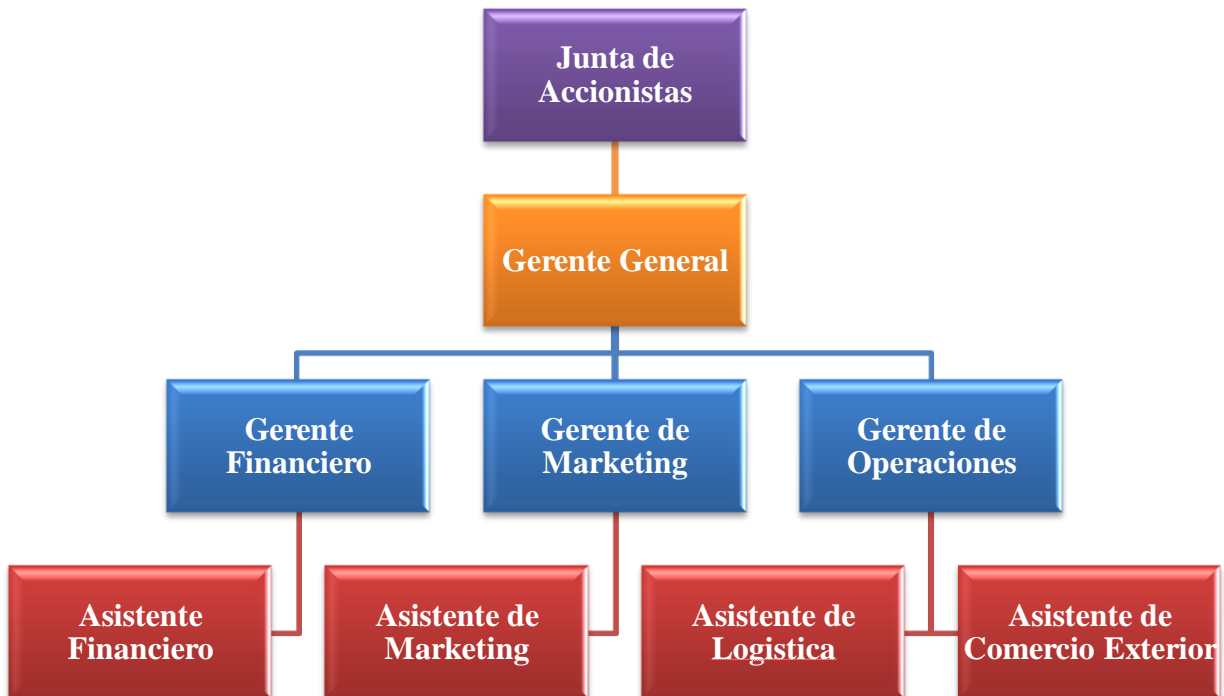 Junta de
Accionistas
Gerente General
Gerente
Financiero
Gerente de
Marketing
Gerente de
Operaciones
Asistente
Financiero
Asistente de
Marketing
Asistente de
Logistica
Asistente de
Comercio Exterior